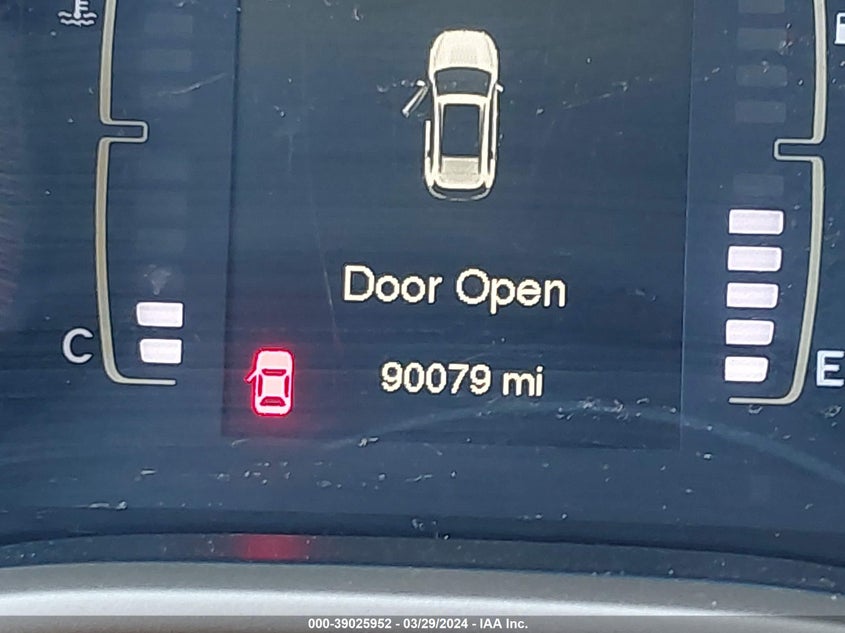 Door Open
C
90079 mi
E
000-39025952 - 03/29/2024 - IAA Inc.